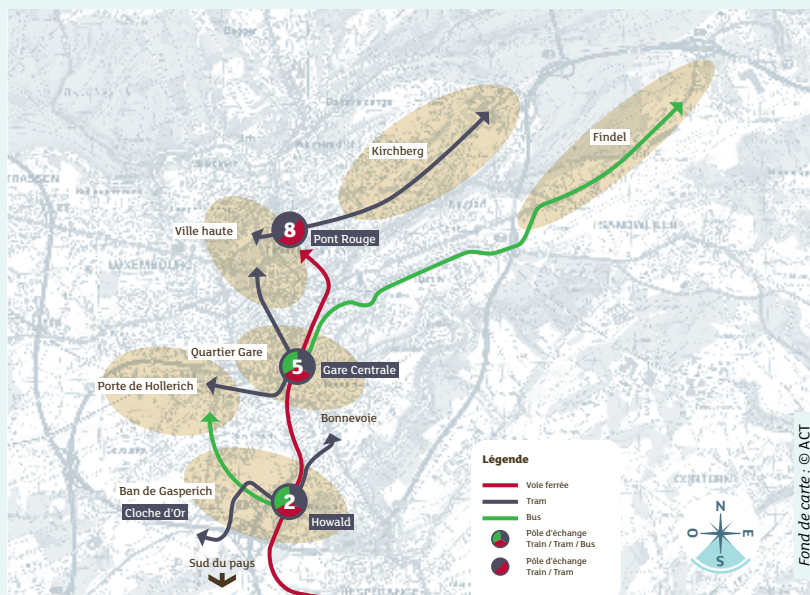 Kirchberg
Findel
Ville haute
8
Pont Rouge
LUXEMBOURG
Quartier Gare
5
Gare Centrale
Porte de Hollerich
Bonnevoie
Ban de Gasperich
2
Cloche d'Or
Howald
Sud du pays
Légende
Voie ferrée
Tram
Bus
Pôle d'échange
Train / Tram / Bus
Pôle d'échange
Train / Tram
N
O
E
S
Fond de carte : © ACT